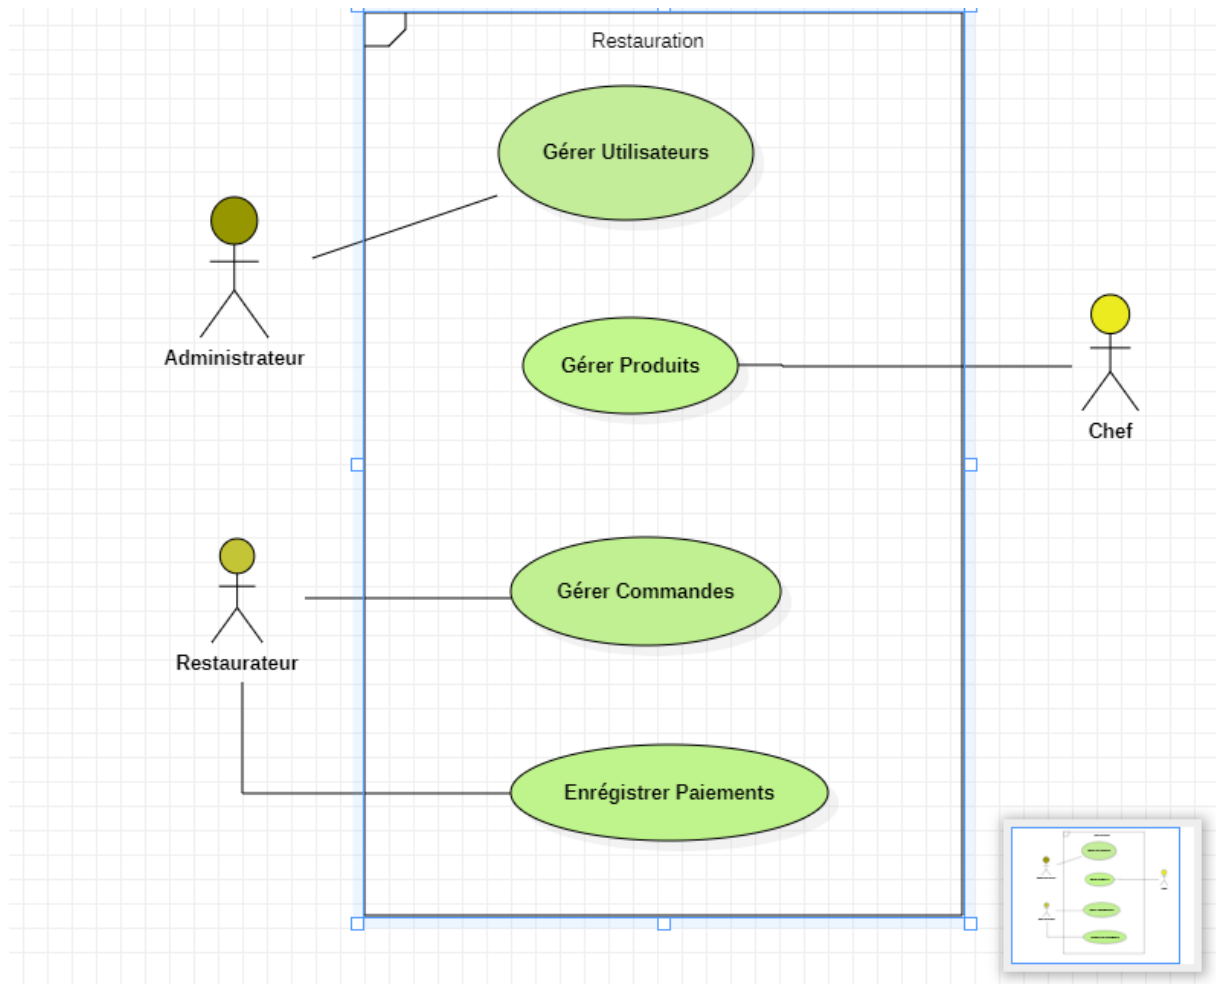 Restauration
Gérer Utilisateurs
Administrateur
Gérer Produits
Chef
Gérer Commandes
Restaurateur
Enrégistrer Paiements